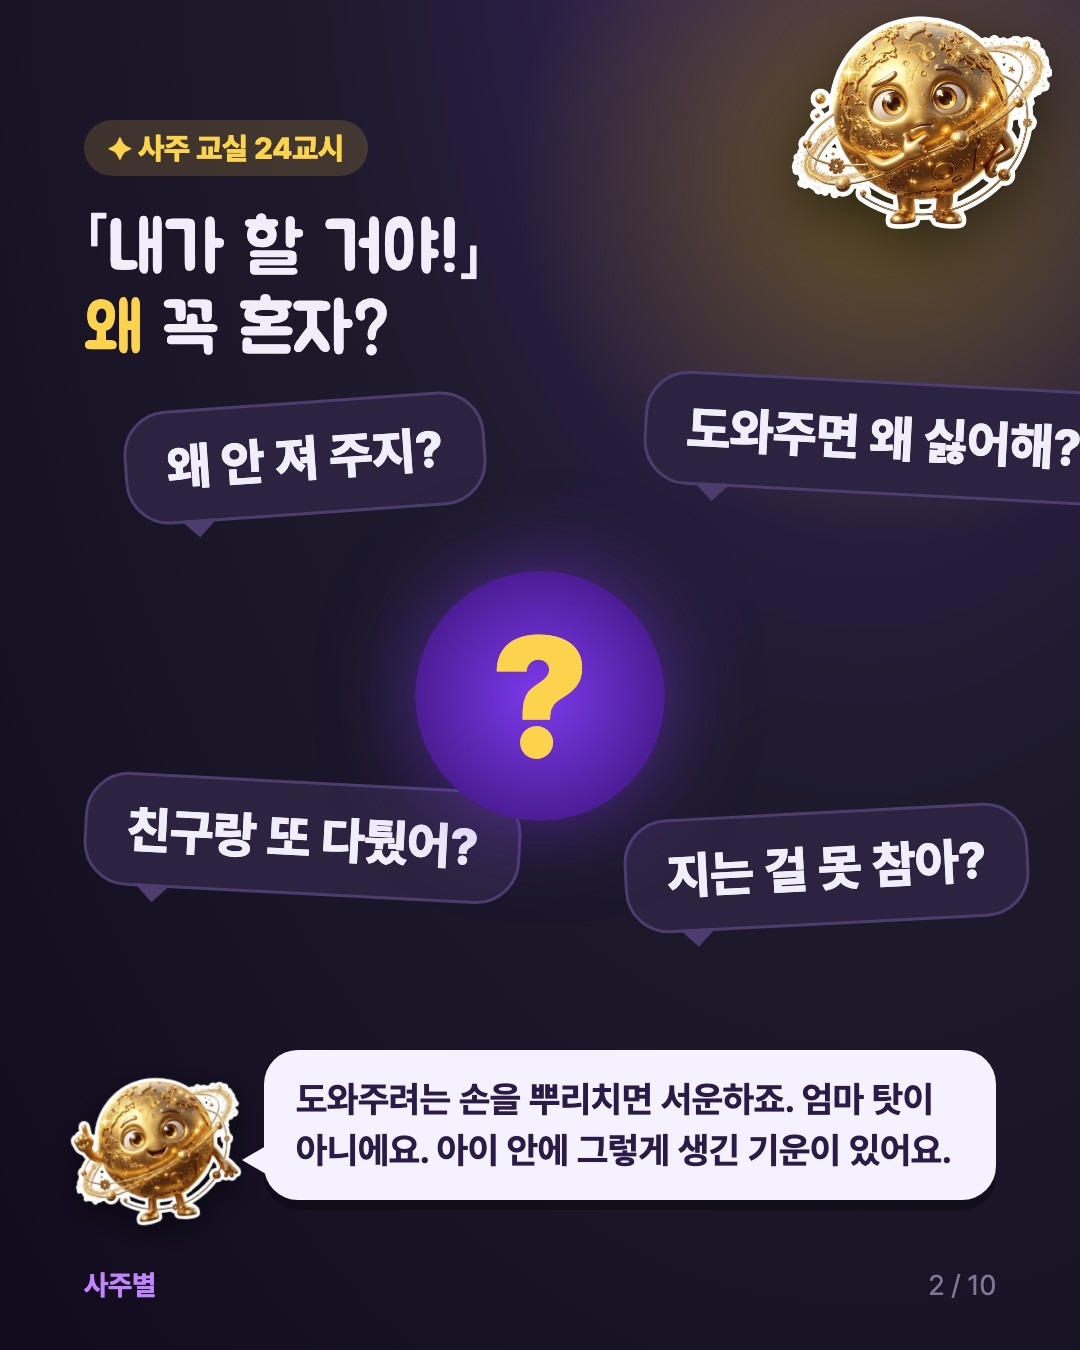 ✦ 사주 교실 24교시
「내가 할 거야!」
왜 꼭 혼자?
왜 안 져 주지?
도와주면 왜 싫어해?
?
친구랑 또 다퉜어?
지는 걸 못 참아?
도와주려는 손을 뿌리치면 서운하죠. 엄마 탓이
아니에요. 아이 안에 그렇게 생긴 기운이 있어요.
사주별
2 / 10